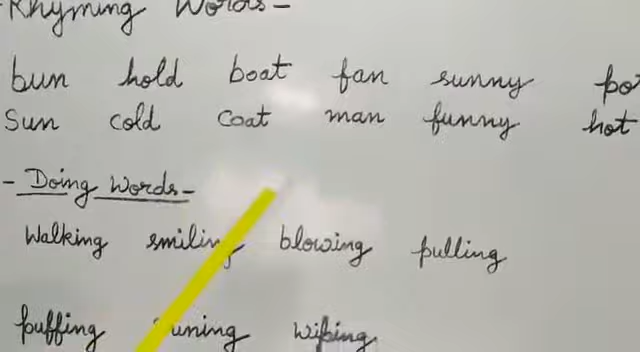 Rhyming Words-
bun hold boat fan sunny
Sun cold Coat man funny hot
- Doing Words-
Walking smiling blowing pulling
puffing wiping